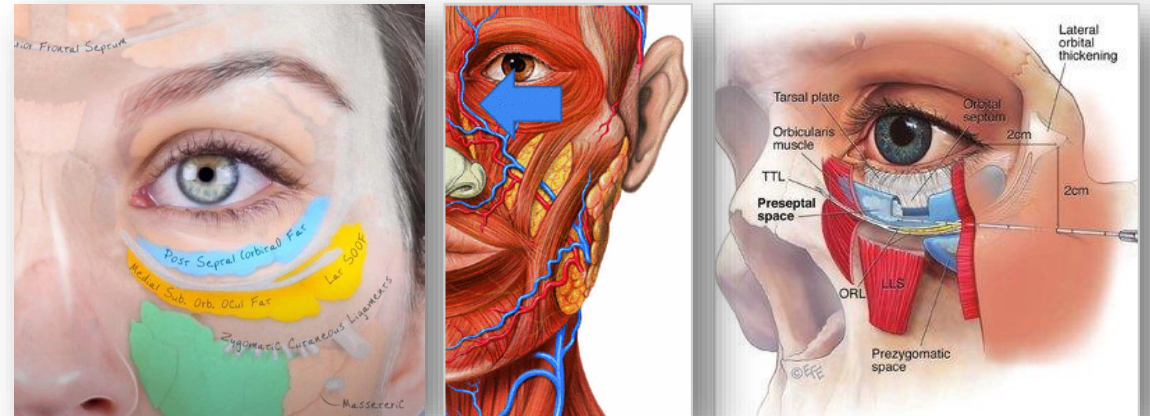 ior Frontal Septum
Post Septal (orbital) Fat
Medial Sub. Orb. Ocul Fat
Lat SOOF
Zygomatic Cutaneous Ligaments
Masseteric
Lateral
orbital
thickening
Tarsal plate
Orbital
septum
2cm
Orbicularis
muscle
TTL
2cm
Preseptal
space
ORL
LLS
Prezygomatic
space
©EFE